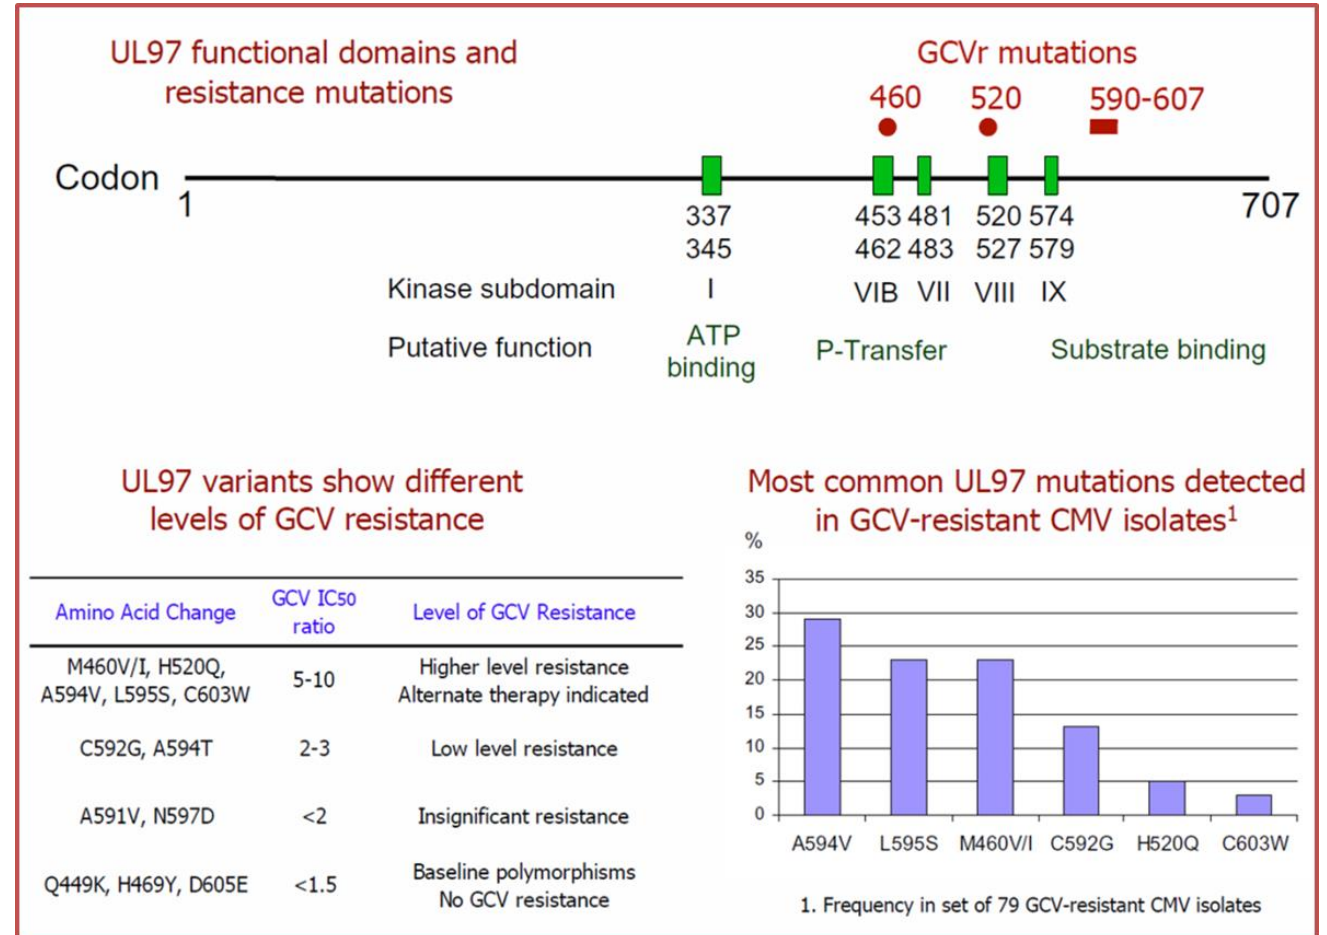 UL97 functional domains and
resistance mutations
GCVr mutations
460 520 590-607
Codon
1
707
337 453 481 520 574
345 462 483 527 579
Kinase subdomain I VIB VII VIII IX
Putative function
ATP
binding
P-Transfer
Substrate binding
UL97 variants show different
levels of GCV resistance
Amino Acid Change
GCV IC50
ratio
Level of GCV Resistance
M460V/I, H520Q,
A594V, L595S, C603W
5-10
Higher level resistance
Alternate therapy indicated
C592G, A594T 2-3 Low level resistance
A591V, N597D <2 Insignificant resistance
Q449K, H469Y, D605E <1.5
Baseline polymorphisms
No GCV resistance
Most common UL97 mutations detected
in GCV-resistant CMV isolates1
%
35
30
25
20
15
10
5
0
A594V L595S M460V/I C592G H520Q C603W
1. Frequency in set of 79 GCV-resistant CMV isolates